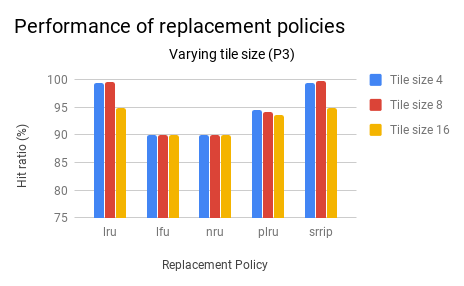 Performance of replacement policies
Varying tile size (P3)
Hit ratio (%)
100
95
90
85
80
75
lru
lfu
nru
plru
srrip
Replacement Policy
Tile size 4
Tile size 8
Tile size 16